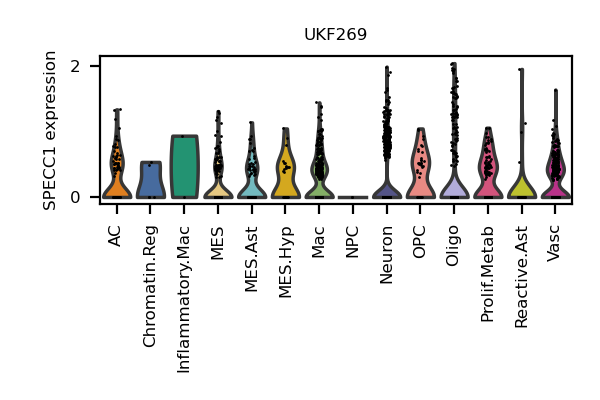 UKF269
SPECC1 expression
2
0
AC
Chromatin.Reg
Inflammatory.Mac
MES
MES.Ast
MES.Hyp
Mac
NPC
Neuron
OPC
Oligo
Prolif.Metab
Reactive.Ast
Vasc